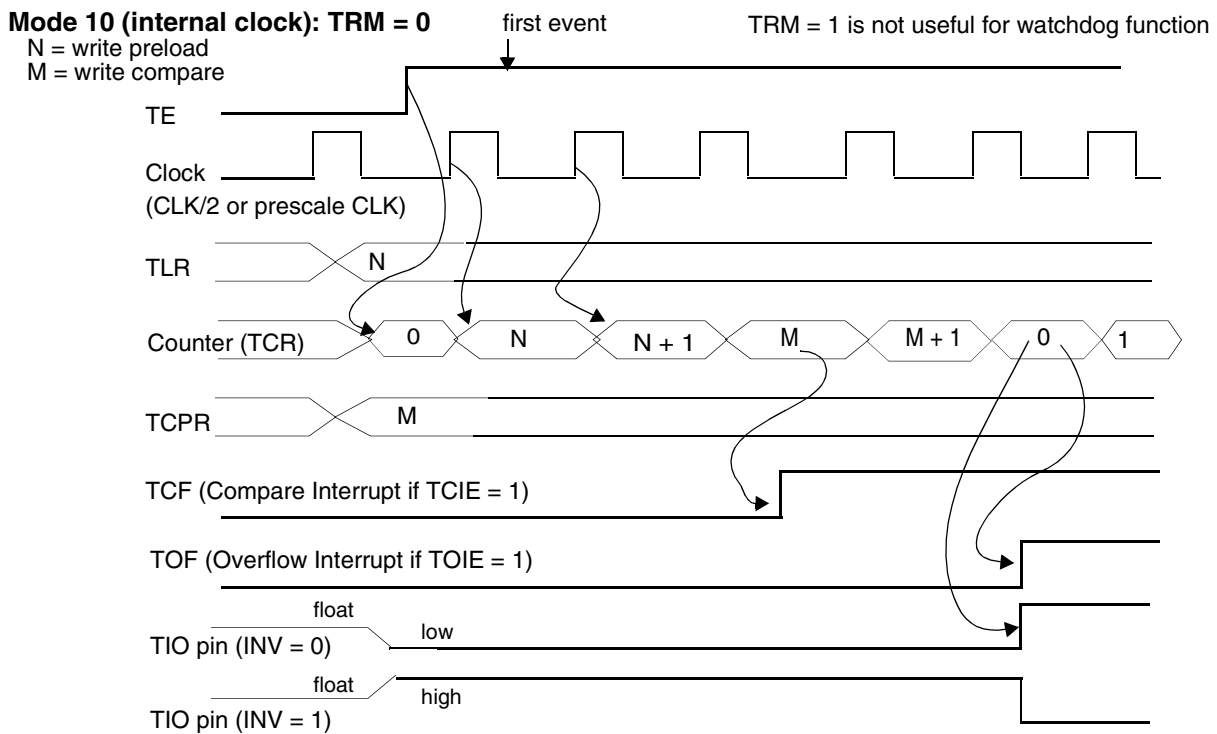 Mode 10 (internal clock): TRM = 0
first event
TRM = 1 is not useful for watchdog function
N = write preload
M = write compare
TE
Clock
(CLK/2 or prescale CLK)
TLR
N
Counter (TCR)
0
N
N + 1
M
M + 1
0
1
TCPR
M
TCF (Compare Interrupt if TCIE = 1)
TOF (Overflow Interrupt if TOIE = 1)
float
low
TIO pin (INV = 0)
float
high
TIO pin (INV = 1)